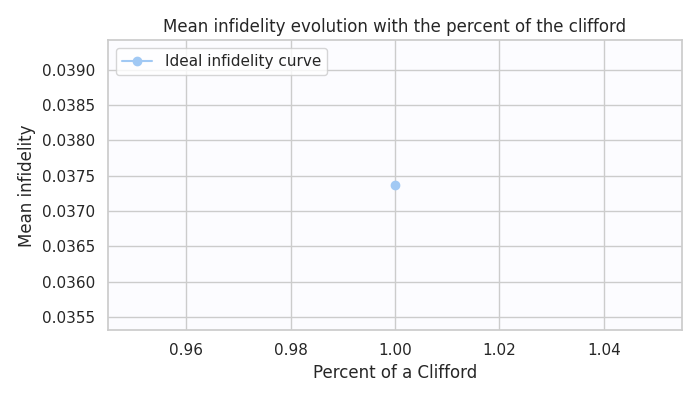 Mean infidelity evolution with the percent of the clifford
Ideal infidelity curve
Mean infidelity
0.0390
0.0385
0.0380
0.0375
0.0370
0.0365
0.0360
0.0355
0.96 0.98 1.00 1.02 1.04
Percent of a Clifford